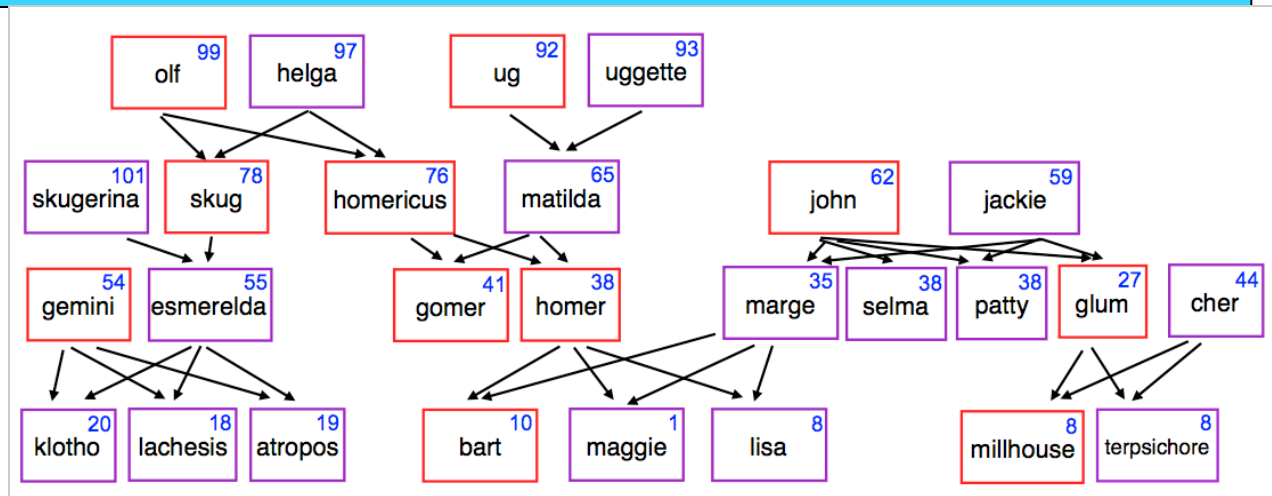 99
olf
97
helga
92
ug
93
uggette
101
skugerina
78
skug
76
homericus
65
matilda
62
john
59
jackie
54
gemini
55
esmerelda
41
gomer
38
homer
35
marge
38
selma
38
patty
27
glum
44
cher
20
klotho
18
lachesis
19
atropos
10
bart
1
maggie
8
lisa
8
millhouse
8
terpsichore